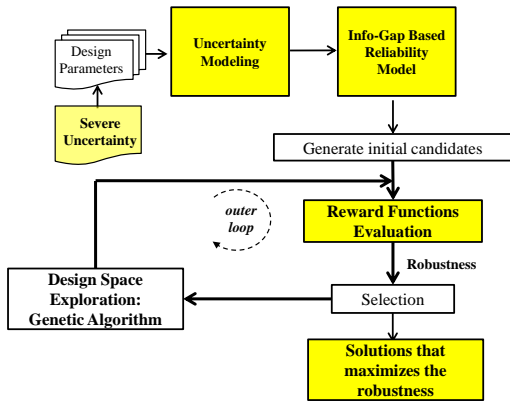 Design
Parameters
Uncertainty
Modeling
Info-Gap Based
Reliability
Model
Severe
Uncertainty
Generate initial candidates
outer
loop
Reward Functions
Evaluation
Robustness
Design Space
Exploration:
Genetic Algorithm
Selection
Solutions that
maximizes the
robustness